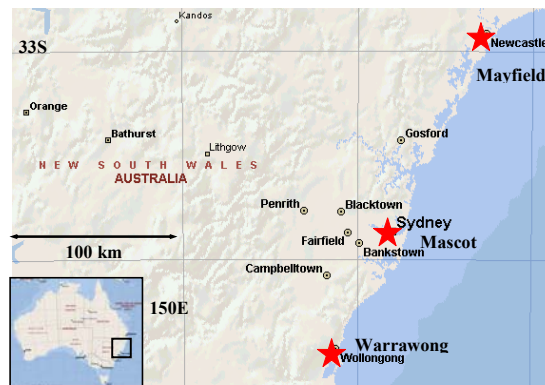 Kandos
33S
Newcastle
Mayfield
Orange
Bathurst
Lithgow
Gosford
NEW SOUTH WALES
AUSTRALIA
Penrith
Blacktown
Sydney
Fairfield
Mascot
100 km
Bankstown
Campbelltown
150E
Warrawong
Wollongong